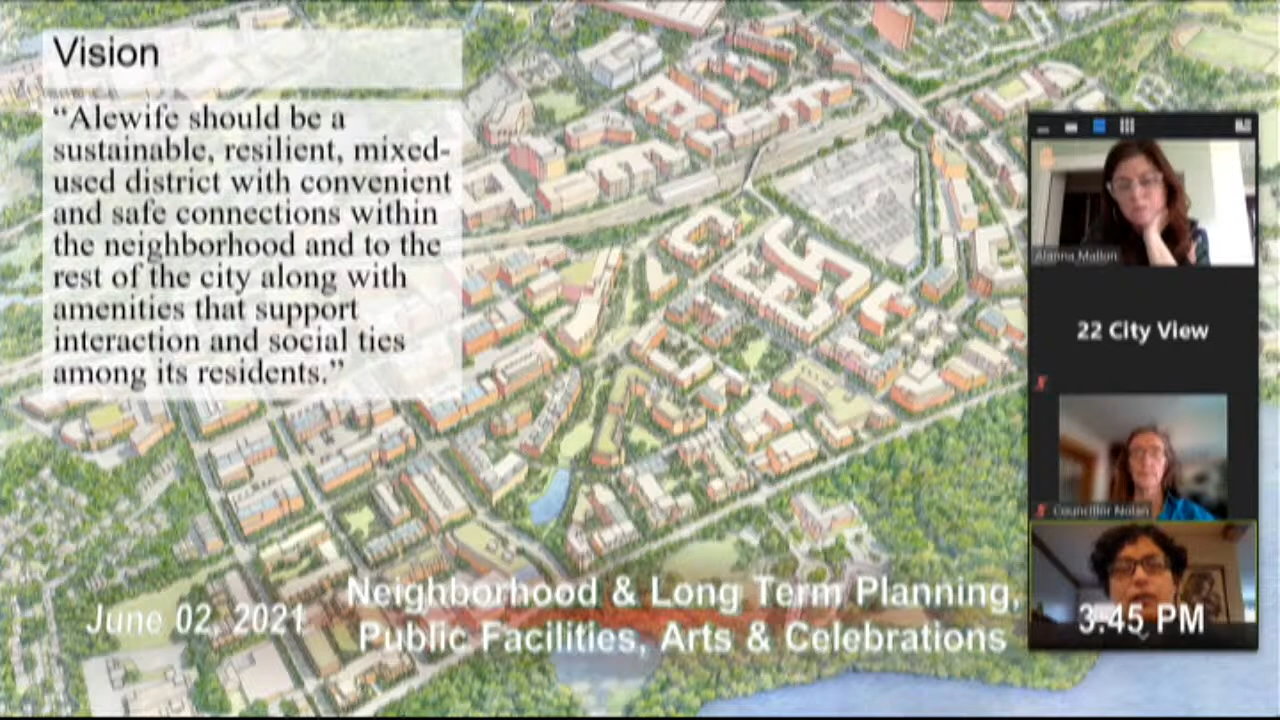 Vision
“Alewife should be a
sustainable, resilient, mixed-
used district with convenient
and safe connections within
the neighborhood and to the
rest of the city along with
amenities that support
interaction and social ties
among its residents.”
Alanna Mallon
22 City View
Councillor Nolan
June 02, 2021
Neighborhood & Long Term Planning,
Public Facilities, Arts & Celebrations
3:45 PM